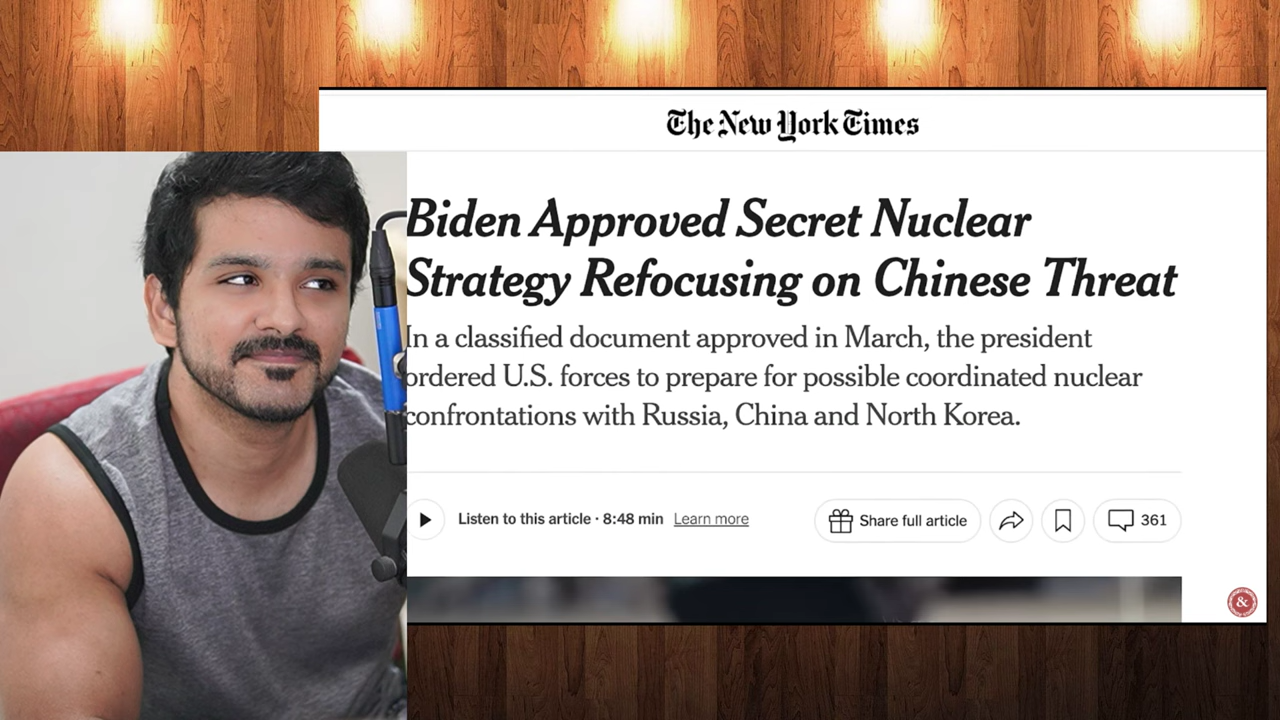 The New York Times
Biden Approved Secret Nuclear
Strategy Refocusing on Chinese Threat
In a classified document approved in March, the president
ordered U.S. forces to prepare for possible coordinated nuclear
confrontations with Russia, China and North Korea.
Listen to this article · 8:48 min Learn more
Share full article
361
&